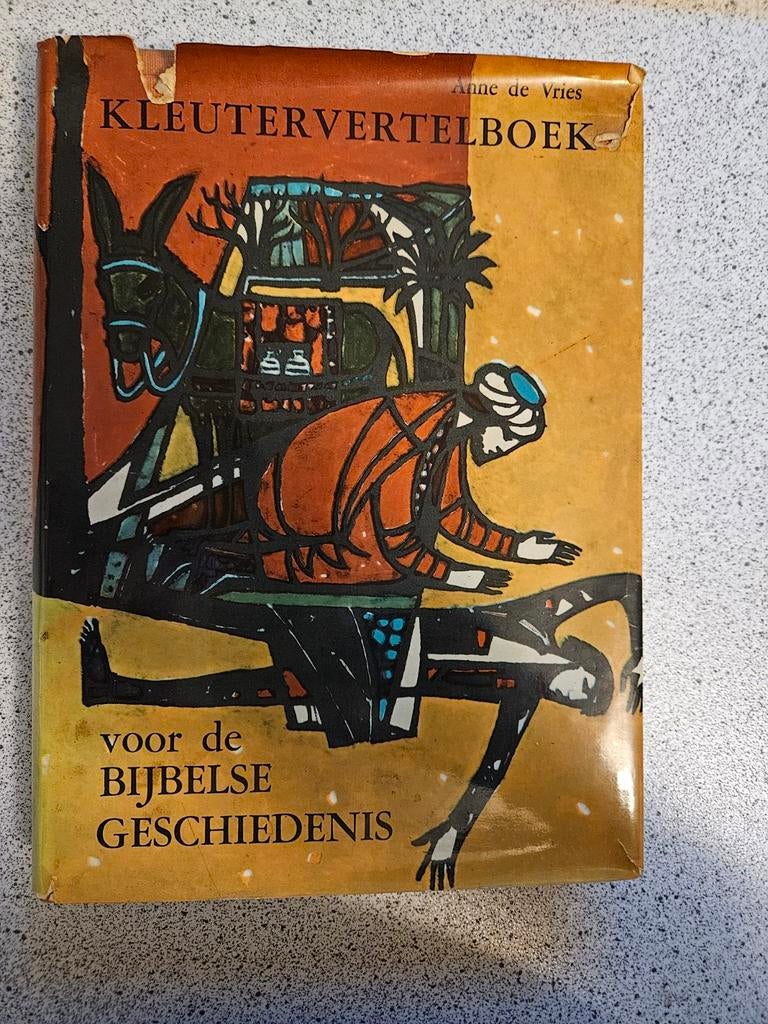 Anne de Vries
KLEUTERVERTELBOEK
voor de
BIJBELSE
GESCHIEDENIS